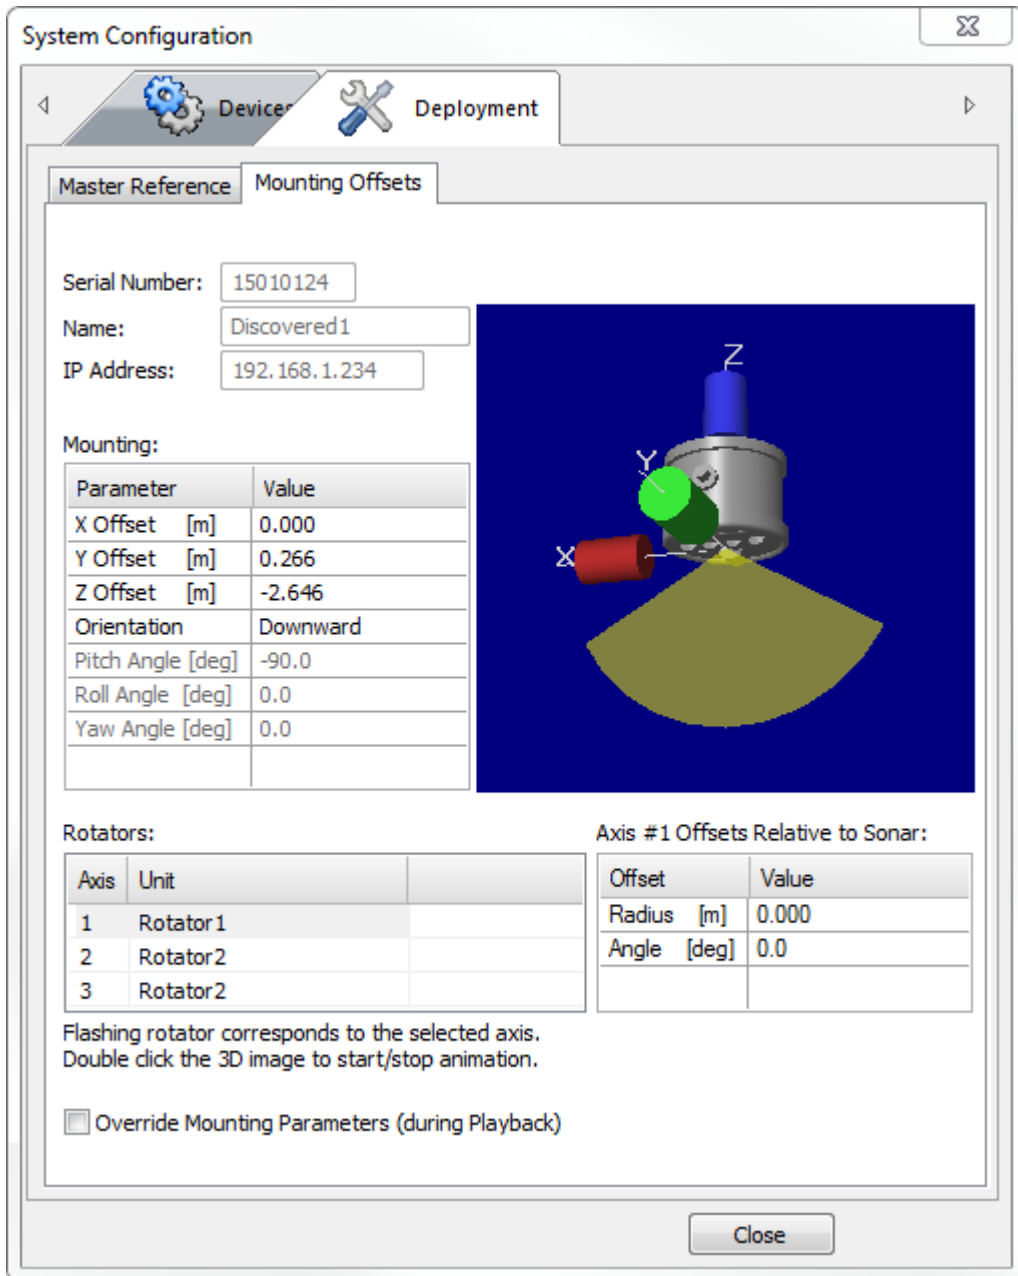 System Configuration
Devices
Deployment
Master Reference
Mounting Offsets
Serial Number: 15010124
Name: Discovered1
IP Address: 192.168.1.234
Mounting:
Parameter Value
X Offset [m] 0.000
Y Offset [m] 0.266
Z Offset [m] -2.646
Orientation Downward
Pitch Angle [deg] -90.0
Roll Angle [deg] 0.0
Yaw Angle [deg] 0.0
Z
Y
X
Rotators:
Axis Unit
1 Rotator1
2 Rotator2
3 Rotator2
Axis #1 Offsets Relative to Sonar:
Offset Value
Radius [m] 0.000
Angle [deg] 0.0
Flashing rotator corresponds to the selected axis.
Double click the 3D image to start/stop animation.
Override Mounting Parameters (during Playback)
Close